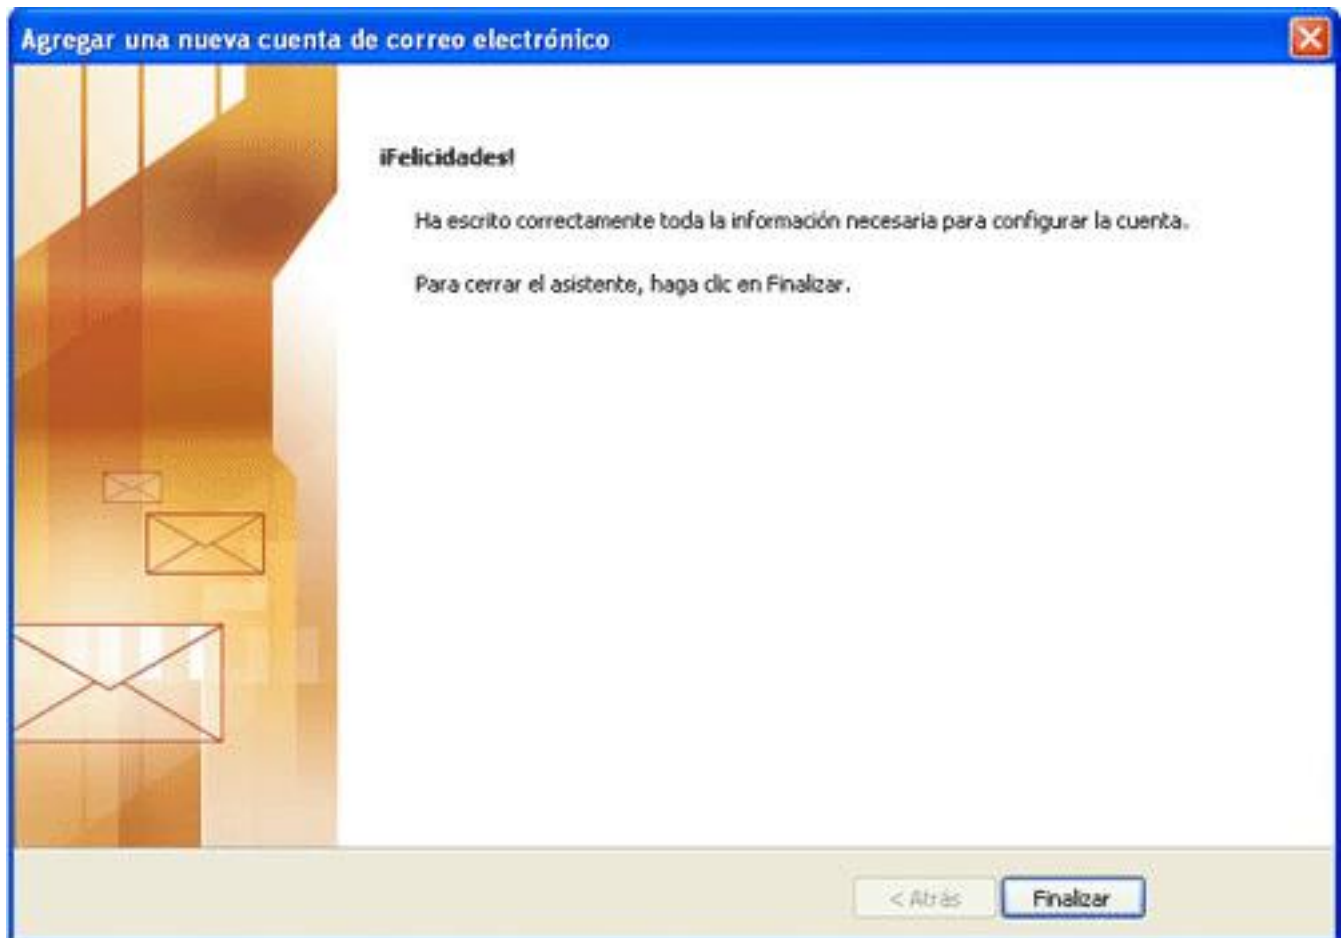 Agregar una nueva cuenta de correo electrónico
¡Felicidades!
Ha escrito correctamente toda la información necesaria para configurar la cuenta.
Para cerrar el asistente, haga clic en Finalizar.
< Atrás
Finalizar